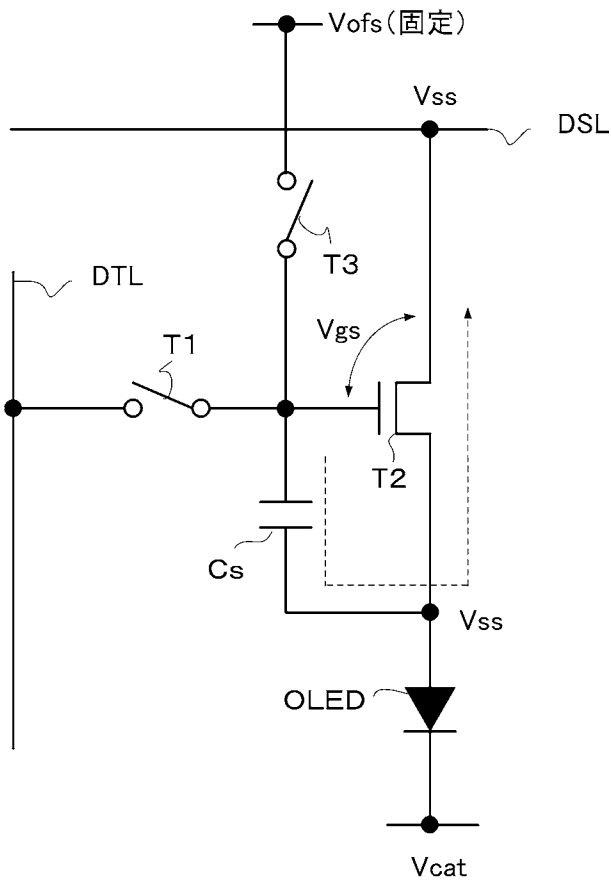 Vofs(固定)
Vss
DSL
T3
DTL
Vgs
T1
T2
Cs
Vss
OLED
Vcat